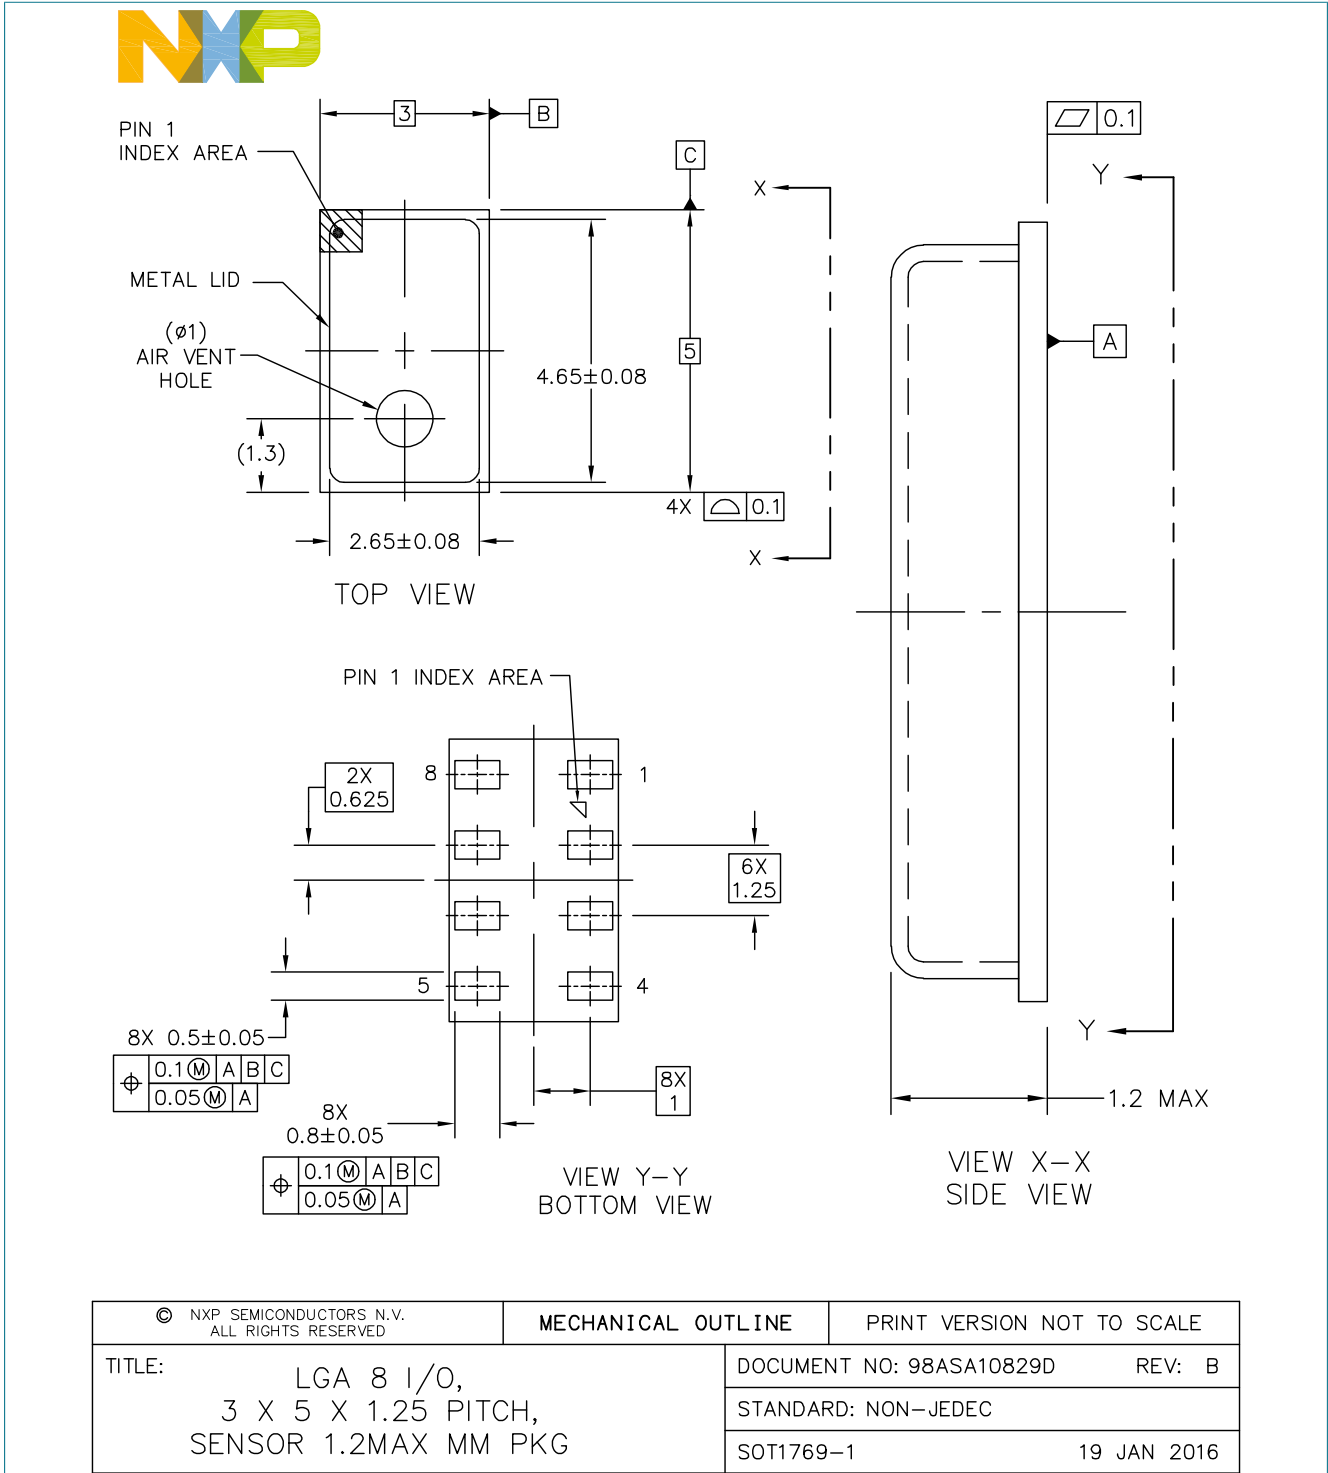 NXP
3
B
0.1
PIN 1
INDEX AREA
C
X
Y
METAL LID
(ø1)
AIR VENT
HOLE
5
A
4.65±0.08
(1.3)
4X 0.1
2.65±0.08
X
TOP VIEW
PIN 1 INDEX AREA
2X
0.625
8
1
6X
1.25
5
4
Y
8X 0.5±0.05
0.1Ⓜ A B C
0.05Ⓜ A
8X
1
1.2 MAX
8X
0.8±0.05
0.1Ⓜ A B C
0.05Ⓜ A
VIEW Y-Y
BOTTOM VIEW
VIEW X-X
SIDE VIEW
© NXP SEMICONDUCTORS N.V.
ALL RIGHTS RESERVED
MECHANICAL OUTLINE
PRINT VERSION NOT TO SCALE
TITLE:
LGA 8 I/O,
3 X 5 X 1.25 PITCH,
SENSOR 1.2MAX MM PKG
DOCUMENT NO: 98ASA10829D REV: B
STANDARD: NON-JEDEC
SOT1769-1 19 JAN 2016